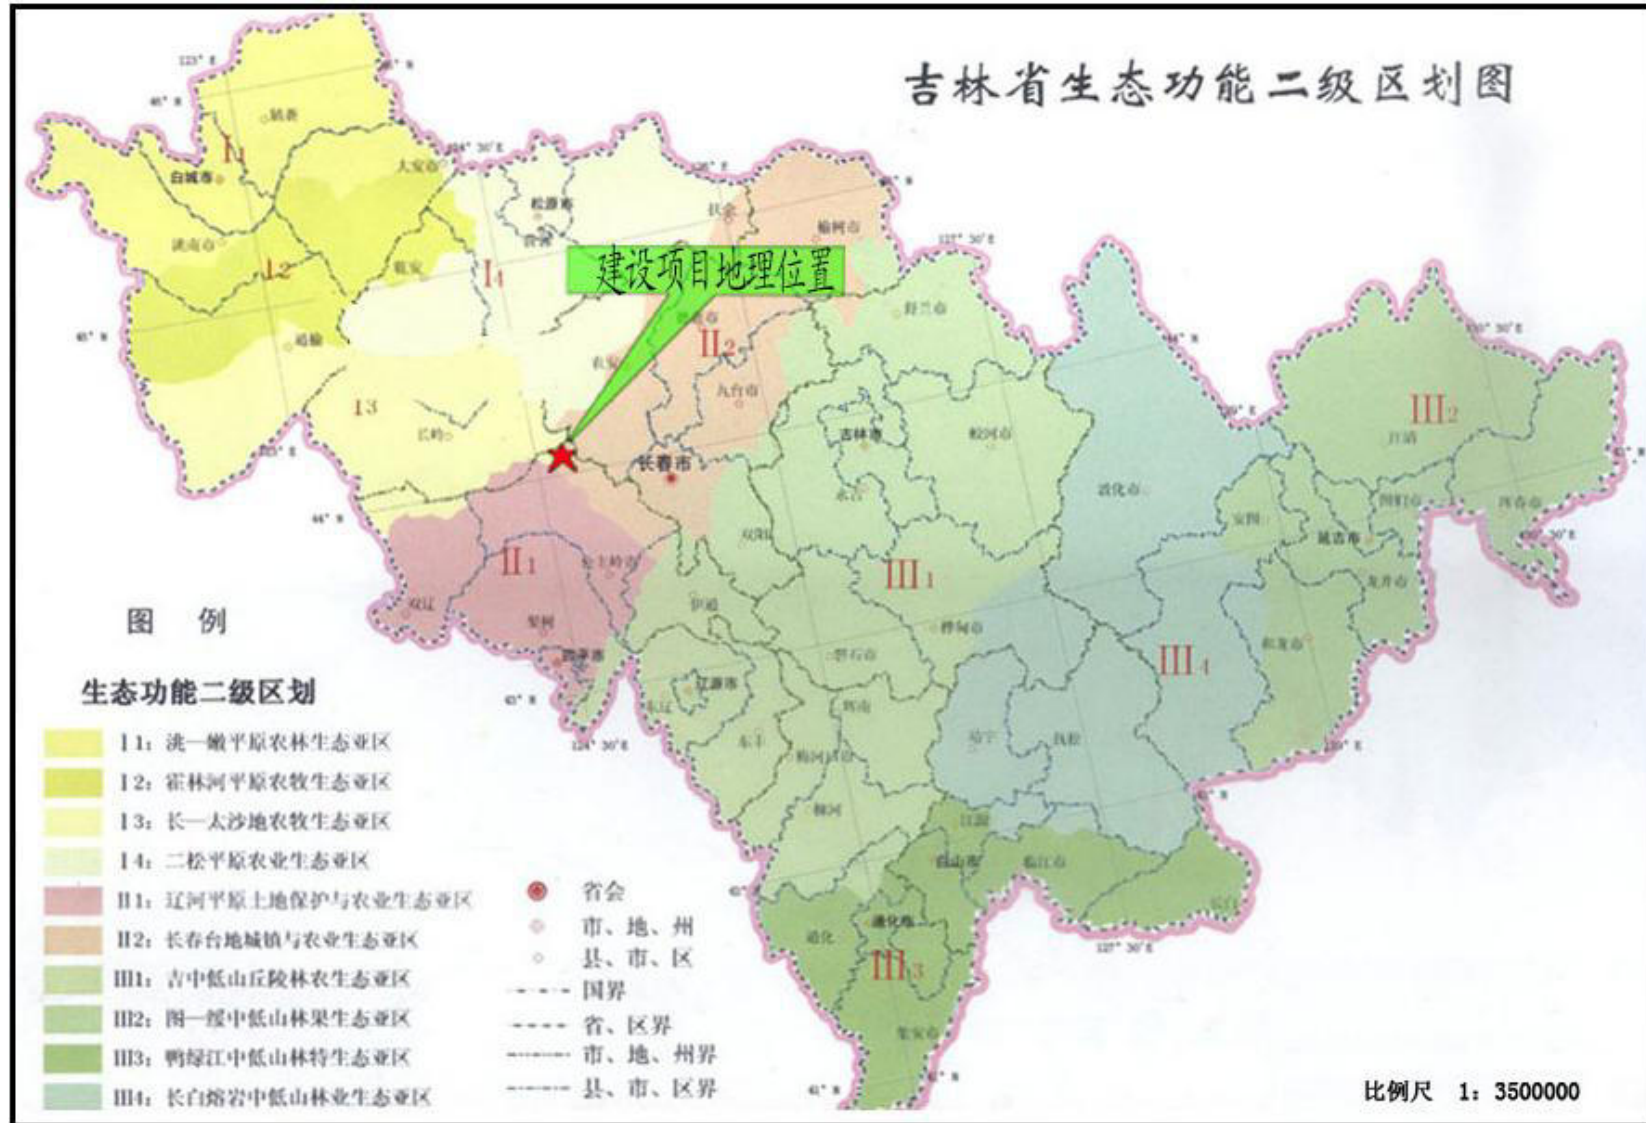 吉林省生态功能二级区划图
123° E
46° N
镇赉
I1
白城市
大安市
洮南市
松原市
扶余
榆树市
127° 30′ E
I2
乾安
I4
建设项目地理位置
舒兰市
通榆
农安
II2
九台市
I3
长岭
吉林市
蛟河市
III2
汪清
长春市
永吉
敦化市
图们市
珲春市
44° N
双阳
安图
延吉市
II1
公主岭市
III1
龙井市
双辽
伊通
梨树
桦甸市
和龙市
四平市
磐石市
III4
辽源市
东辽
辉南
124° 30′ E
东丰
梅河口市
靖宇
抚松
柳河
江源
白山市
临江市
长白
通化
通化市
127° 30′ E
III3
集安市
图 例
生态功能二级区划
I1：洮—嫩平原农林生态亚区
I2：霍林河平原农牧生态亚区
I3：长—太沙地农牧生态亚区
I4：二松平原农业生态亚区
II1：辽河平原土地保护与农业生态亚区
II2：长春台地城镇与农业生态亚区
III1：吉中低山丘陵林农生态亚区
III2：图—绥中低山林果生态亚区
III3：鸭绿江中低山林特生态亚区
III4：长白熔岩中低山林业生态亚区
省会
市、地、州
县、市、区
国界
省、区界
市、地、州界
县、市、区界
比例尺 1：3500000